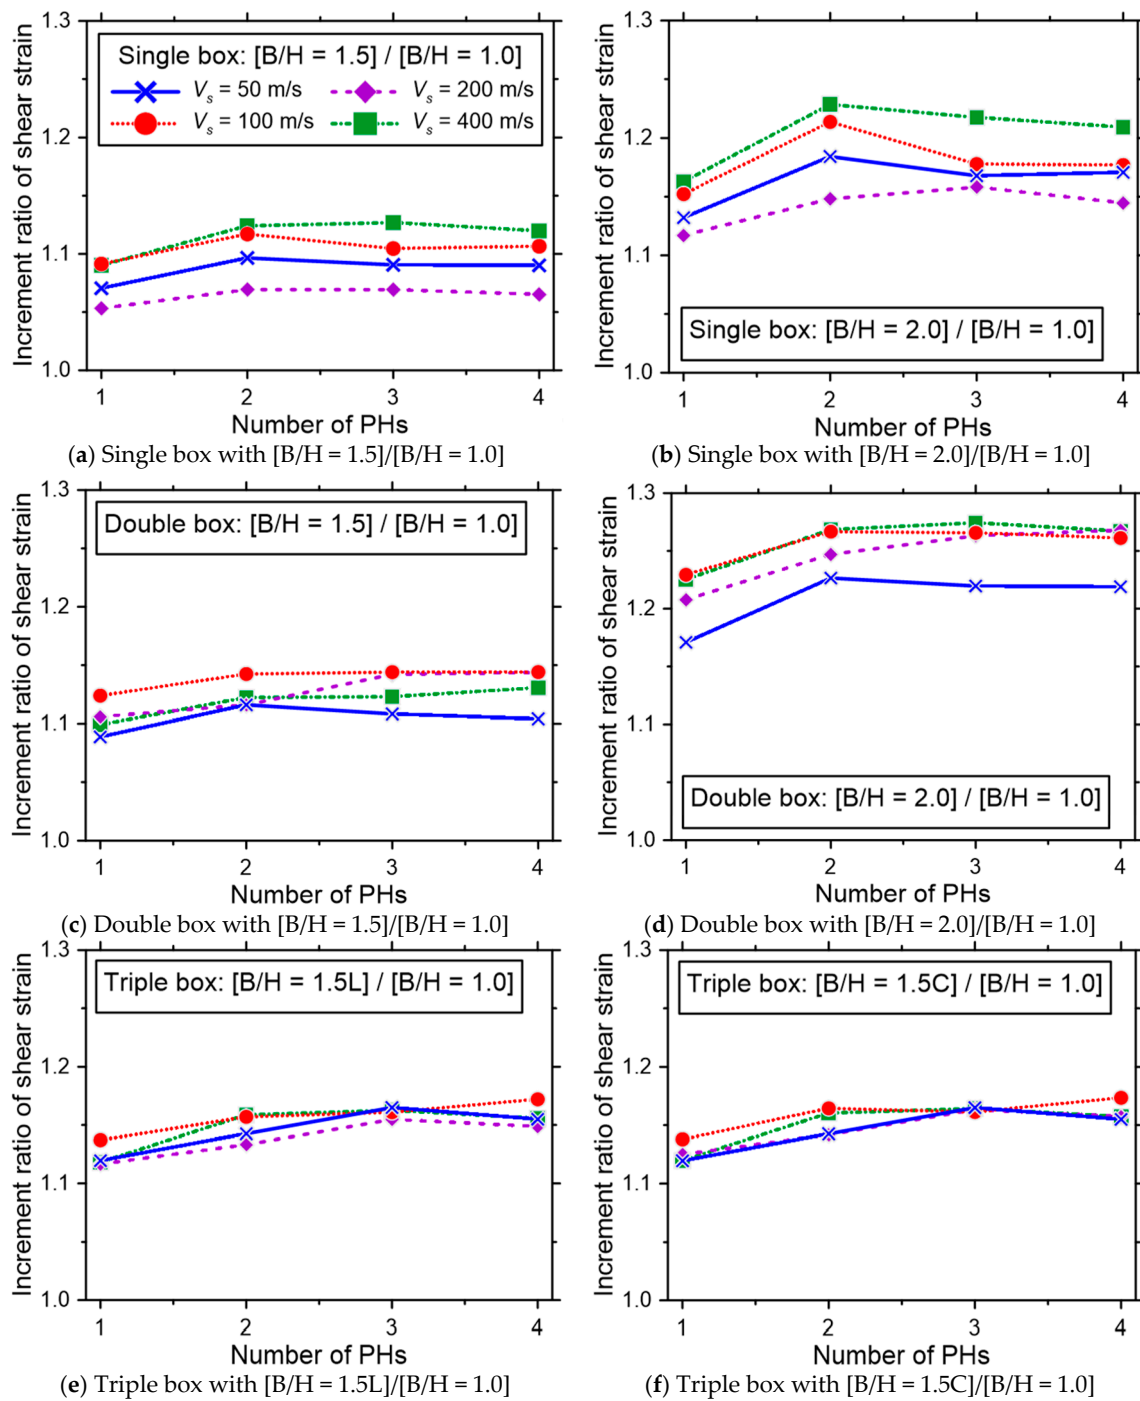 Increment ratio of shear strain
1.3
1.2
1.1
1.0
Single box: [B/H = 1.5] / [B/H = 1.0]
Vs = 50 m/s
Vs = 200 m/s
Vs = 100 m/s
Vs = 400 m/s
1 2 3 4
Number of PHs
(a) Single box with [B/H = 1.5]/[B/H = 1.0]
Increment ratio of shear strain
1.3
1.2
1.1
1.0
Single box: [B/H = 2.0] / [B/H = 1.0]
1 2 3 4
Number of PHs
(b) Single box with [B/H = 2.0]/[B/H = 1.0]
Increment ratio of shear strain
1.3
1.2
1.1
1.0
Double box: [B/H = 1.5] / [B/H = 1.0]
1 2 3 4
Number of PHs
(c) Double box with [B/H = 1.5]/[B/H = 1.0]
Increment ratio of shear strain
1.3
1.2
1.1
1.0
Double box: [B/H = 2.0] / [B/H = 1.0]
1 2 3 4
Number of PHs
(d) Double box with [B/H = 2.0]/[B/H = 1.0]
Increment ratio of shear strain
1.3
1.2
1.1
1.0
Triple box: [B/H = 1.5L] / [B/H = 1.0]
1 2 3 4
Number of PHs
(e) Triple box with [B/H = 1.5L]/[B/H = 1.0]
Increment ratio of shear strain
1.3
1.2
1.1
1.0
Triple box: [B/H = 1.5C] / [B/H = 1.0]
1 2 3 4
Number of PHs
(f) Triple box with [B/H = 1.5C]/[B/H = 1.0]